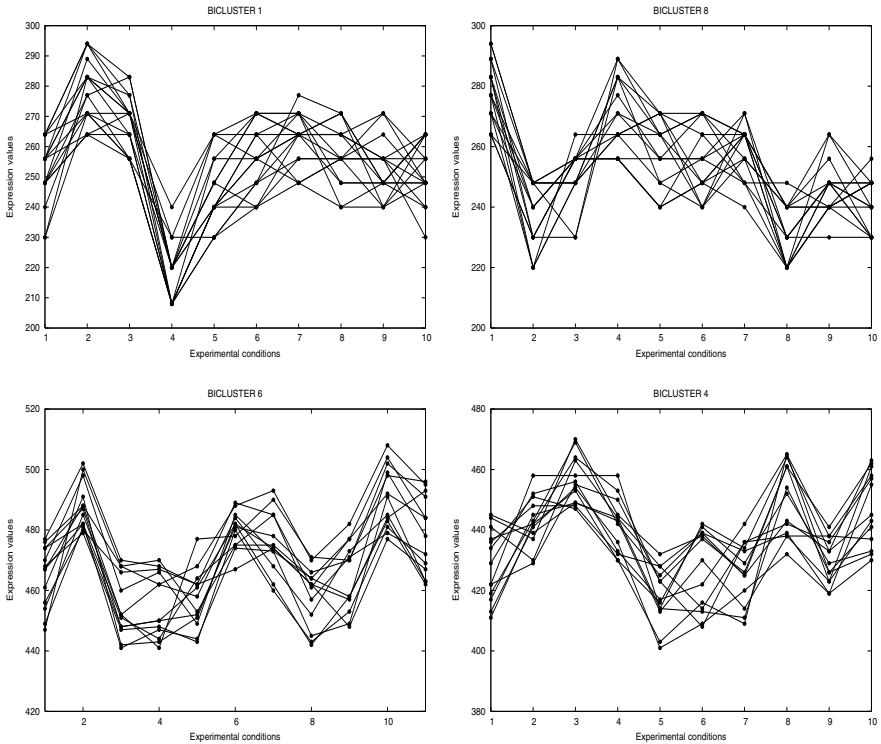 BICLUSTER 1
300
290
280
270
260
250
240
230
220
210
200
Expression values
1 2 3 4 5 6 7 8 9 10
Experimental conditions
BICLUSTER 8
300
280
260
240
220
200
Expression values
1 2 3 4 5 6 7 8 9 10
Experimental conditions
BICLUSTER 6
520
500
480
460
440
420
Expression values
2 4 6 8 10
Experimental conditions
BICLUSTER 4
480
460
440
420
400
380
Expression values
1 2 3 4 5 6 7 8 9 10
Experimental conditions